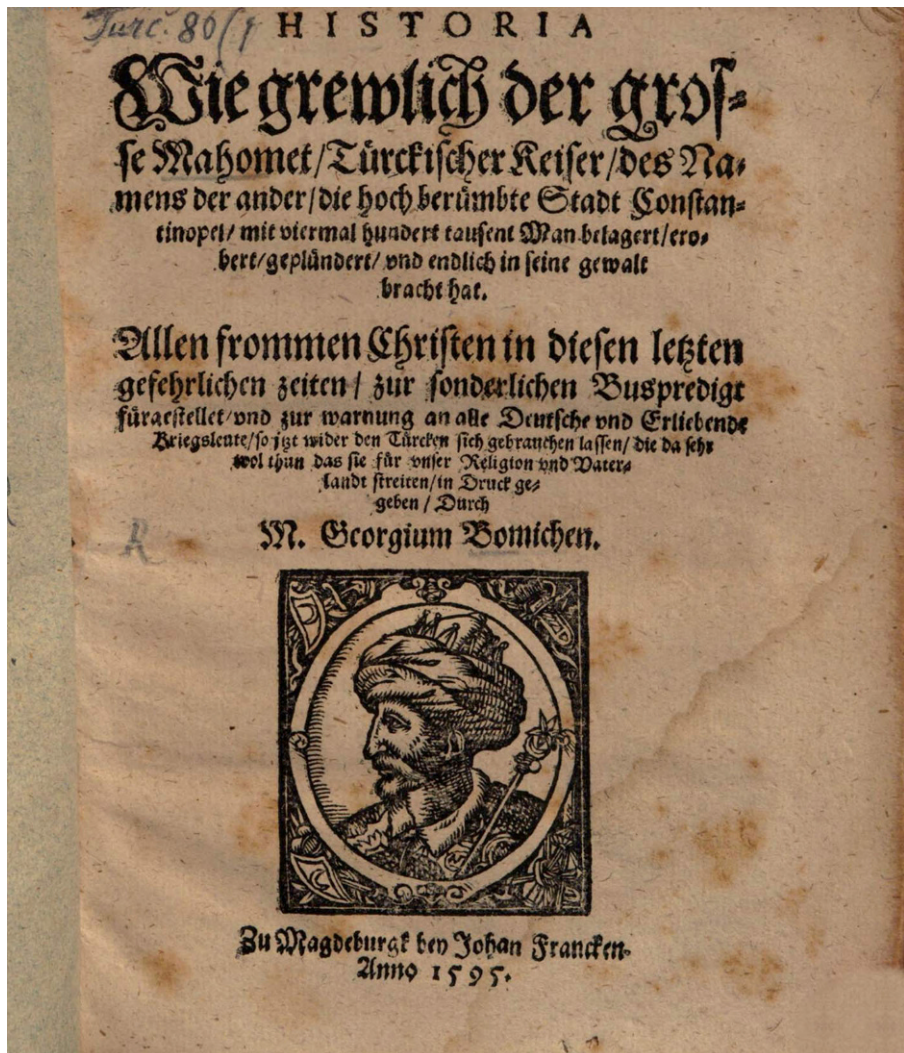 Turc. 80/1
HISTORIA
Wie grewlich der gros-
se Mahomet/Türckischer Keiser/des Na-
mens der ander/die hoch berümbte Stadt Constan-
tinopel/ mit viermal hundert tausent Man belagert/ero-
bert/geplündert/ vnd endlich in seine gewalt
bracht hat.
Allen frommen Christen in diesen letzten
gefehrlichen zeiten/ zur sonderlichen Buspredigt
fürgestellet/vnd zur warnung an alle Deutsche vnd Erliebende
Kriegsleute/so jtzt wider den Türcken sich gebrauchen lassen/ die da sehr
wol thun das sie für vnser Religion vnd Vater-
landt streiten/in Druck ge-
geben / Durch
M. Georgium Bomichen.
Zu Magdeburgk bey Johan Francken.
Anno 1595.